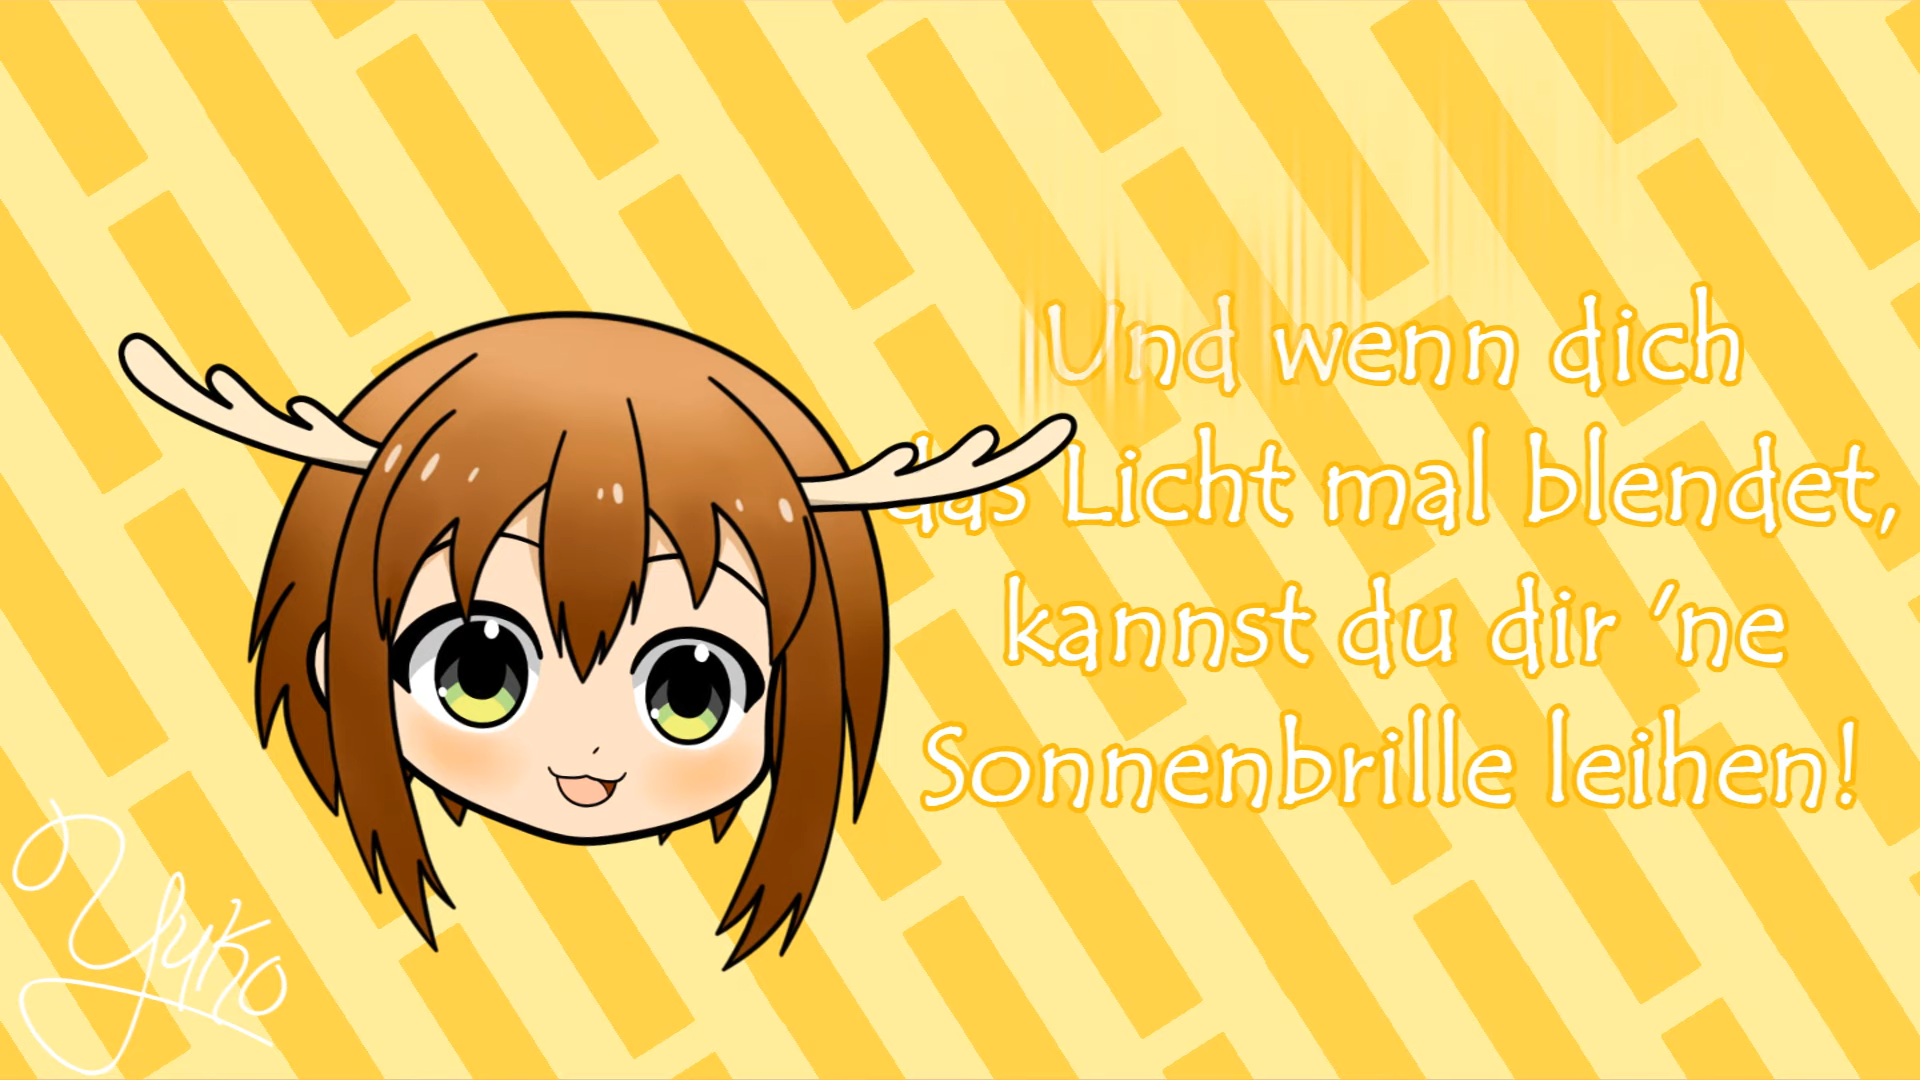 Und wenn dich
das Licht mal blendet,
kannst du dir ’ne
Sonnenbrille leihen!
Yuko